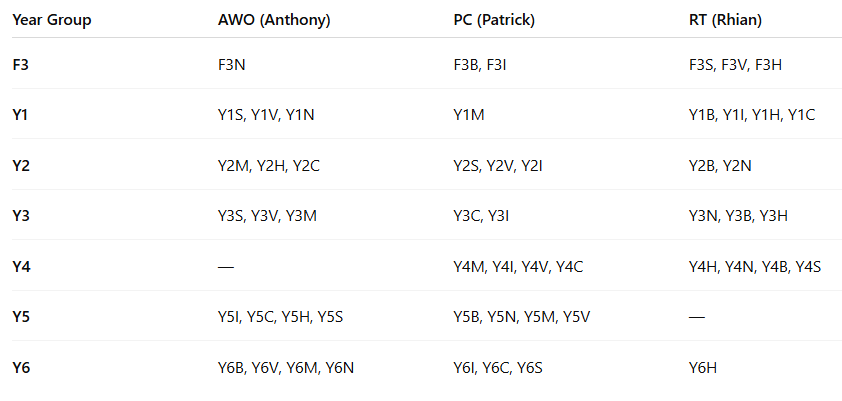 Year Group AWO (Anthony) PC (Patrick) RT (Rhian)
F3 F3N F3B, F3I F3S, F3V, F3H
Y1 Y1S, Y1V, Y1N Y1M Y1B, Y1I, Y1H, Y1C
Y2 Y2M, Y2H, Y2C Y2S, Y2V, Y2I Y2B, Y2N
Y3 Y3S, Y3V, Y3M Y3C, Y3I Y3N, Y3B, Y3H
Y4 — Y4M, Y4I, Y4V, Y4C Y4H, Y4N, Y4B, Y4S
Y5 Y5I, Y5C, Y5H, Y5S Y5B, Y5N, Y5M, Y5V —
Y6 Y6B, Y6V, Y6M, Y6N Y6I, Y6C, Y6S Y6H